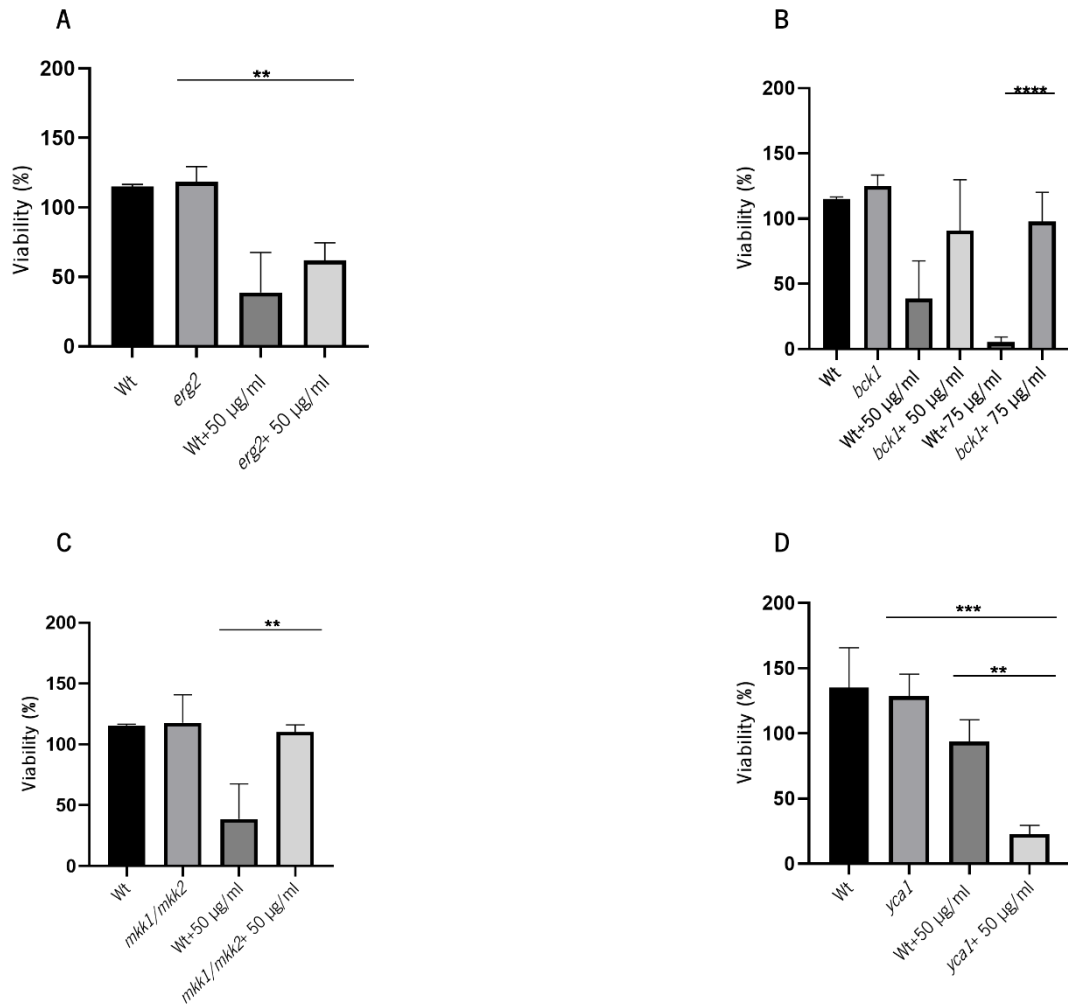 A
200
150
100
50
0
Viability (%)
**
Wt
erg2
Wt+50 µg/ml
erg2+ 50 µg/ml
B
200
150
100
50
0
Viability (%)
****
Wt
bck1
Wt+50 µg/ml
bck1+ 50 µg/ml
Wt+75 µg/ml
bck1+ 75 µg/ml
C
200
150
100
50
0
Viability (%)
**
Wt
mkk1/mkk2
Wt+50 µg/ml
mkk1/mkk2+ 50 µg/ml
D
200
150
100
50
0
Viability (%)
***
**
Wt
yca1
Wt+50 µg/ml
yca1+ 50 µg/ml